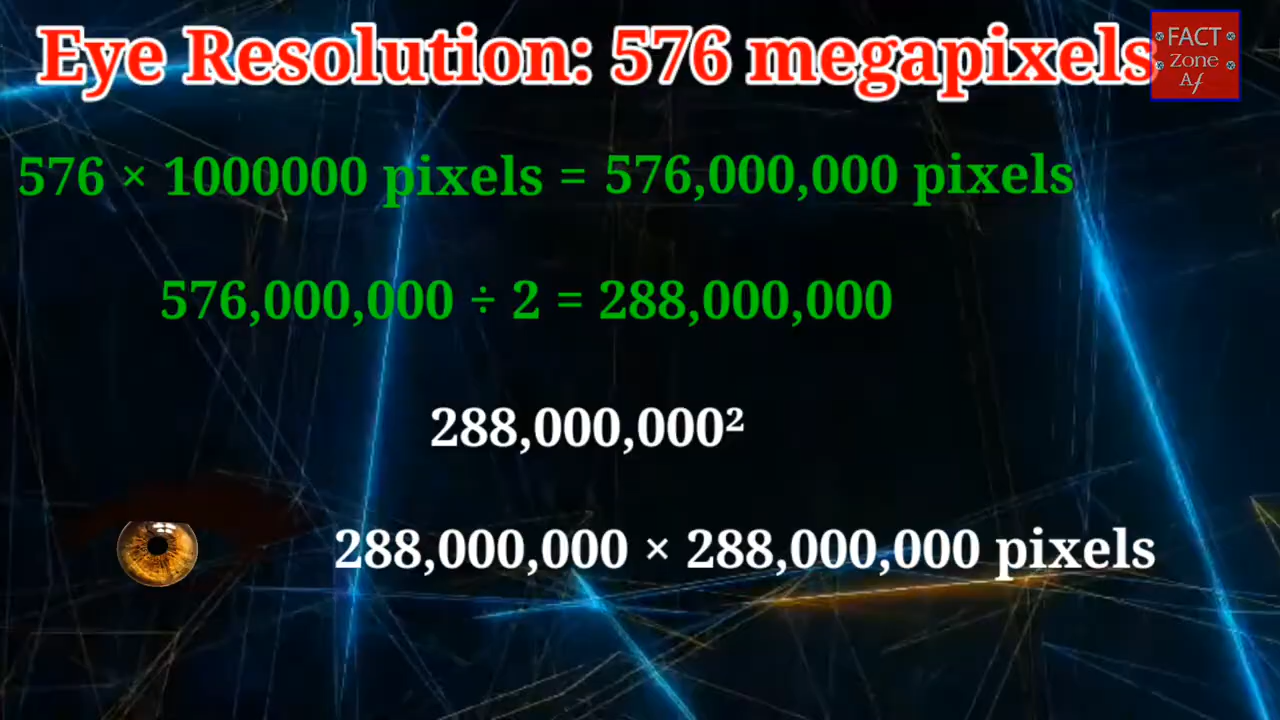 Eye Resolution: 576 megapixels
FACT
Zone
Af
576 × 1000000 pixels = 576,000,000 pixels
576,000,000 ÷ 2 = 288,000,000
288,000,000²
288,000,000 × 288,000,000 pixels